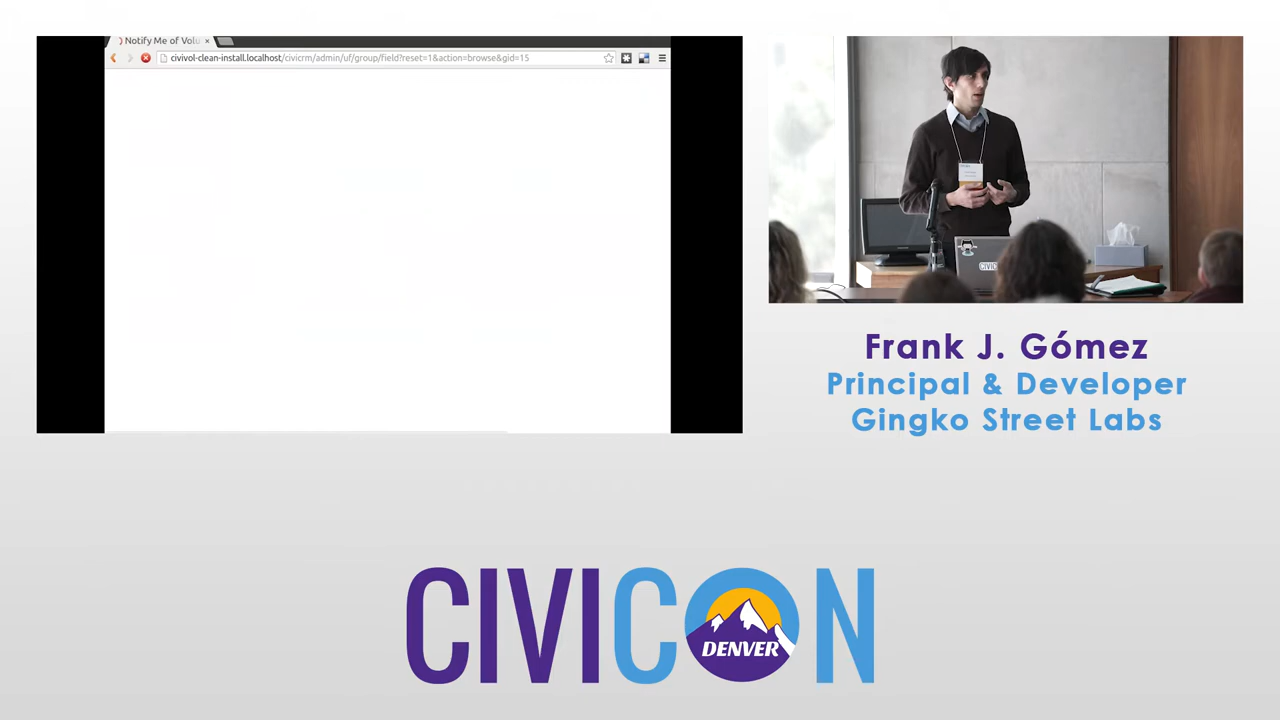 Notify Me of Volu
civivol-clean-install.localhost/civicrm/admin/uf/group/field?reset=1&action=browse&gid=15
CIVIC
Frank J. Gómez
Principal & Developer
Gingko Street Labs
CIVICON
DENVER